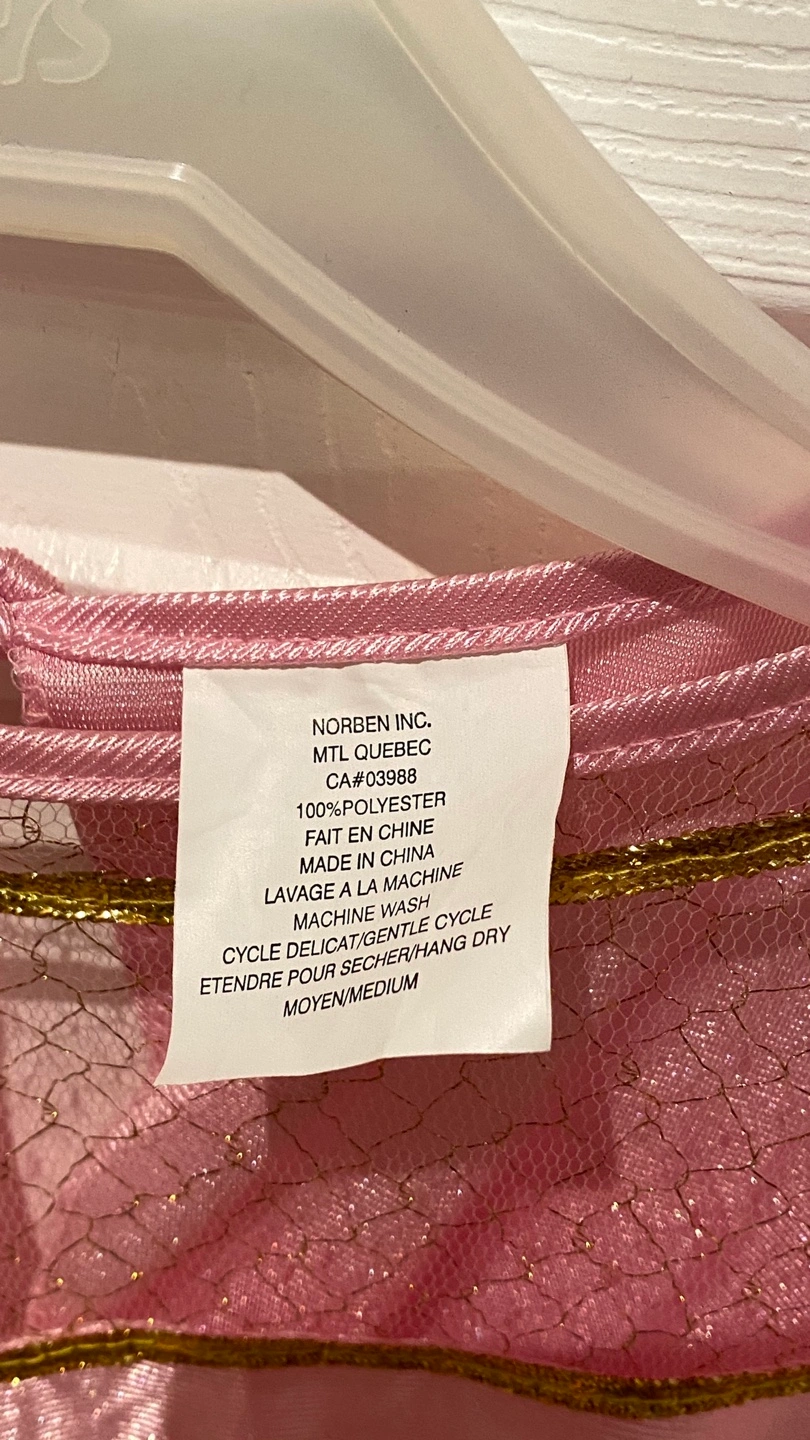 NORBEN INC.
MTL QUEBEC
CA#03988
100%POLYESTER
FAIT EN CHINE
MADE IN CHINA
LAVAGE A LA MACHINE
MACHINE WASH
CYCLE DELICAT/GENTLE CYCLE
ETENDRE POUR SECHER/HANG DRY
MOYEN/MEDIUM